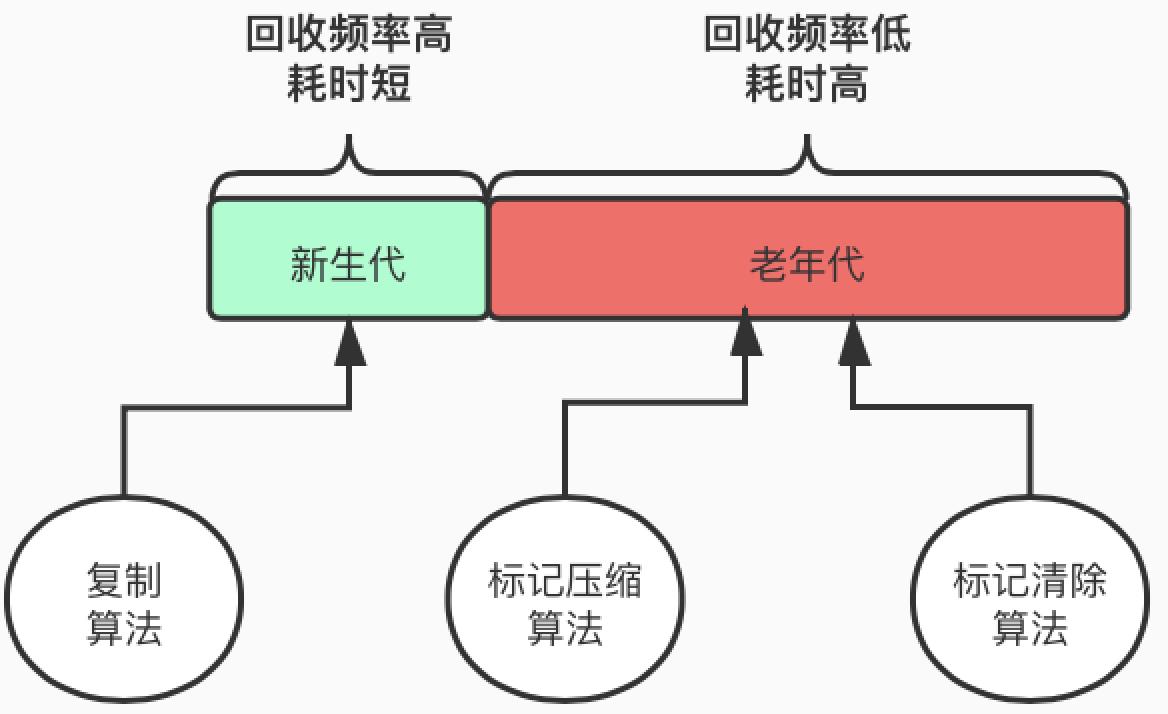 回收频率高
耗时短
回收频率低
耗时高
新生代
老年代
复制
算法
标记压缩
算法
标记清除
算法